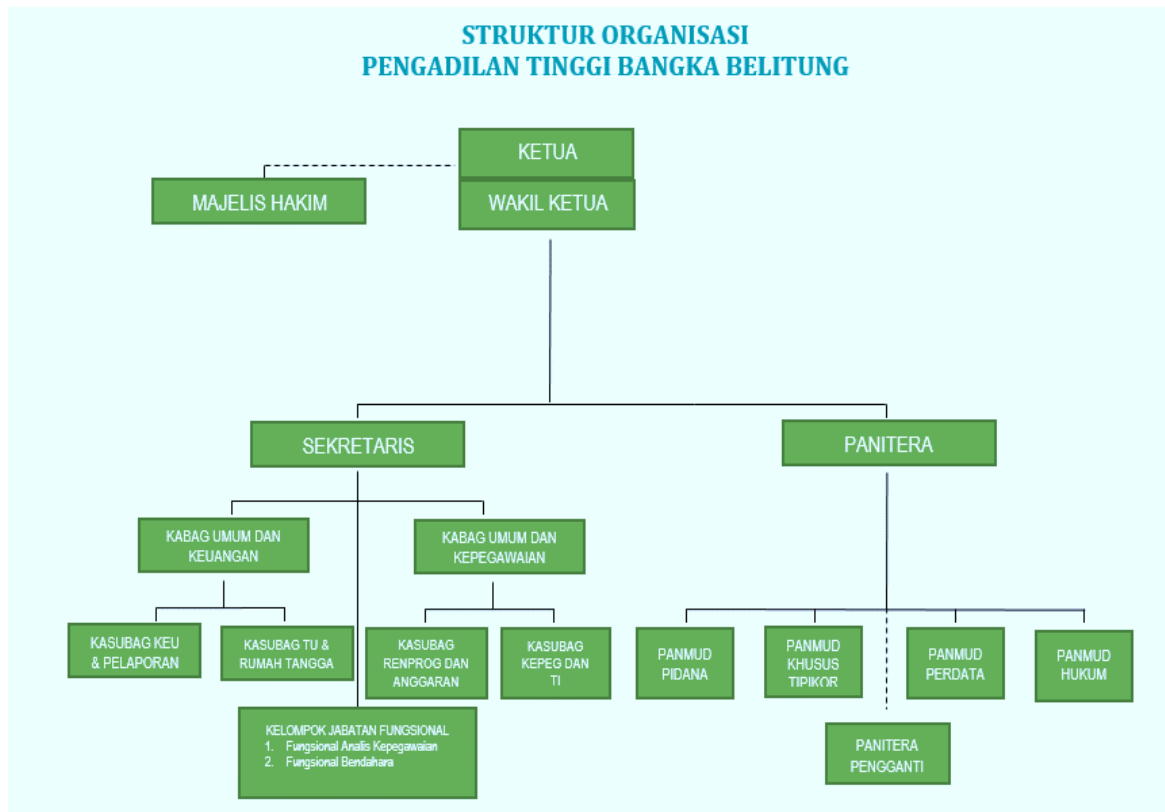 STRUKTUR ORGANISASI
PENGADILAN TINGGI BANGKA BELITUNG
KETUA
MAJELIS HAKIM
WAKIL KETUA
SEKRETARIS
PANITERA
KABAG UMUM DAN
KEUANGAN
KABAG UMUM DAN
KEPEGAWAIAN
KASUBAG KEU
& PELAPORAN
KASUBAG TU &
RUMAH TANGGA
KASUBAG
RENPROG DAN
ANGGARAN
KASUBAG
KEPEG DAN
TI
PANMUD
PIDANA
PANMUD
KHUSUS
TIPIKOR
PANMUD
PERDATA
PANMUD
HUKUM
KELOMPOK JABATAN FUNGSIONAL
1. Fungsional Analis Kepegawaian
2. Fungsional Bendahara
PANITERA
PENGGANTI